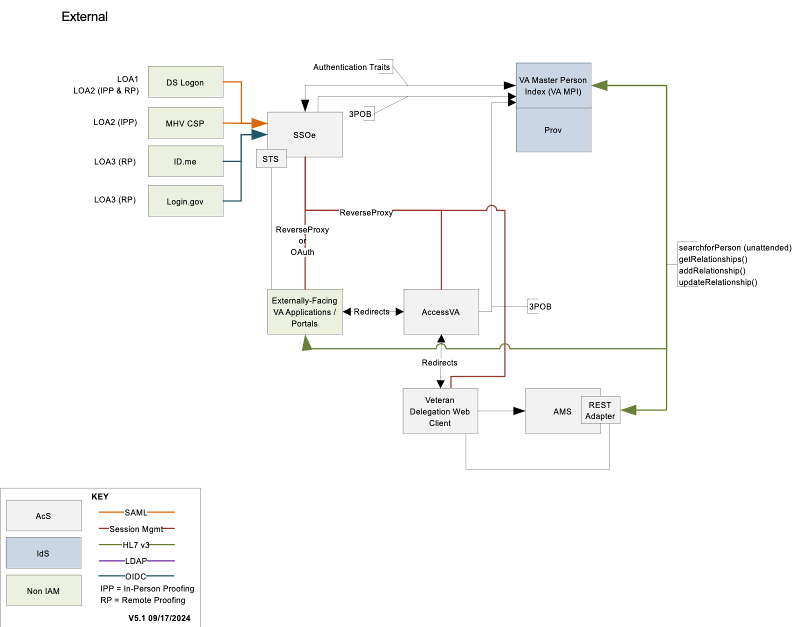 External
Authentication Traits
LOA1
LOA2 (IPP & RP)
DS Logon
VA Master Person
Index (VA MPI)
LOA2 (IPP)
MHV CSP
3POB
SSOe
Prov
LOA3 (RP)
ID.me
STS
LOA3 (RP)
Login.gov
ReverseProxy
ReverseProxy
or
OAuth
searchforPerson (unattended)
getRelationships()
addRelationship()
updateRelationship()
Externally-Facing
VA Applications /
Portals
Redirects
AccessVA
3POB
Redirects
Veteran
Delegation Web
Client
AMS
REST
Adapter
KEY
AcS
SAML
Session Mgmt
HL7 v3
IdS
LDAP
OIDC
Non IAM
IPP = In-Person Proofing
RP = Remote Proofing
V5.1 09/17/2024